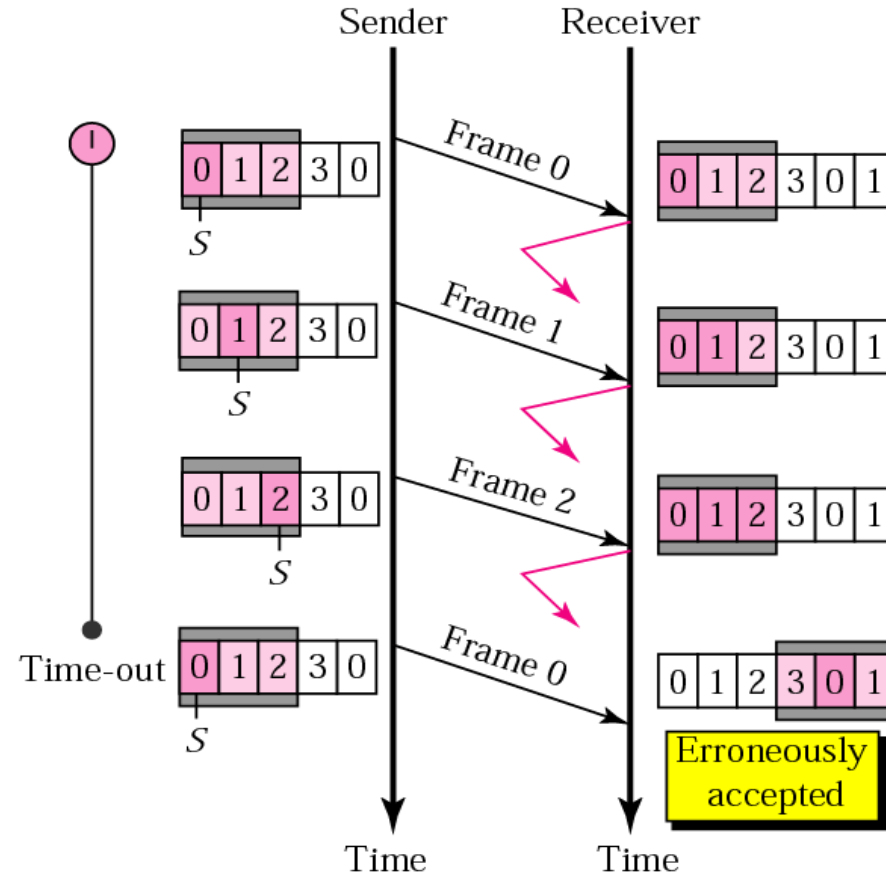 Sender Receiver
Frame 0
0 1 2 3 0
0 1 2 3 0 1
S
Frame 1
0 1 2 3 0
0 1 2 3 0 1
S
Frame 2
0 1 2 3 0
0 1 2 3 0 1
S
Frame 0
Time-out
0 1 2 3 0
0 1 2 3 0 1
S
Erroneously
accepted
Time Time